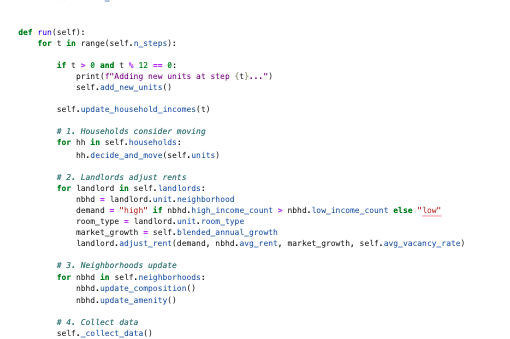 def run(self):
    for t in range(self.n_steps):
        if t > 0 and t % 12 == 0:
            print(f"Adding new units at step {t}...")
            self.add_new_units()
        self.update_household_incomes(t)
        # 1. Households consider moving
        for hh in self.households:
            hh.decide_and_move(self.units)
        # 2. Landlords adjust rents
        for landlord in self.landlords:
            nbhd = landlord.unit.neighborhood
            demand = "high" if nbhd.high_income_count > nbhd.low_income_count else "low"
            room_type = landlord.unit.room_type
            market_growth = self.blended_annual_growth
            landlord.adjust_rent(demand, nbhd.avg_rent, market_growth, self.avg_vacancy_rate)
        # 3. Neighborhoods update
        for nbhd in self.neighborhoods:
            nbhd.update_composition()
            nbhd.update_amenity()
        # 4. Collect data
        self._collect_data()